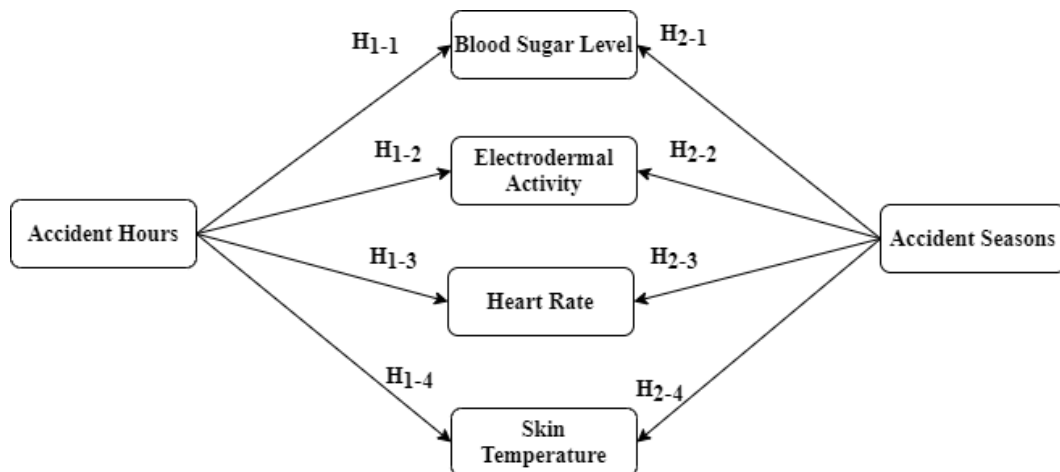 H1-1
Blood Sugar Level
H2-1
H1-2
Electrodermal
Activity
H2-2
Accident Hours
Accident Seasons
H1-3
Heart Rate
H2-3
H1-4
Skin
Temperature
H2-4